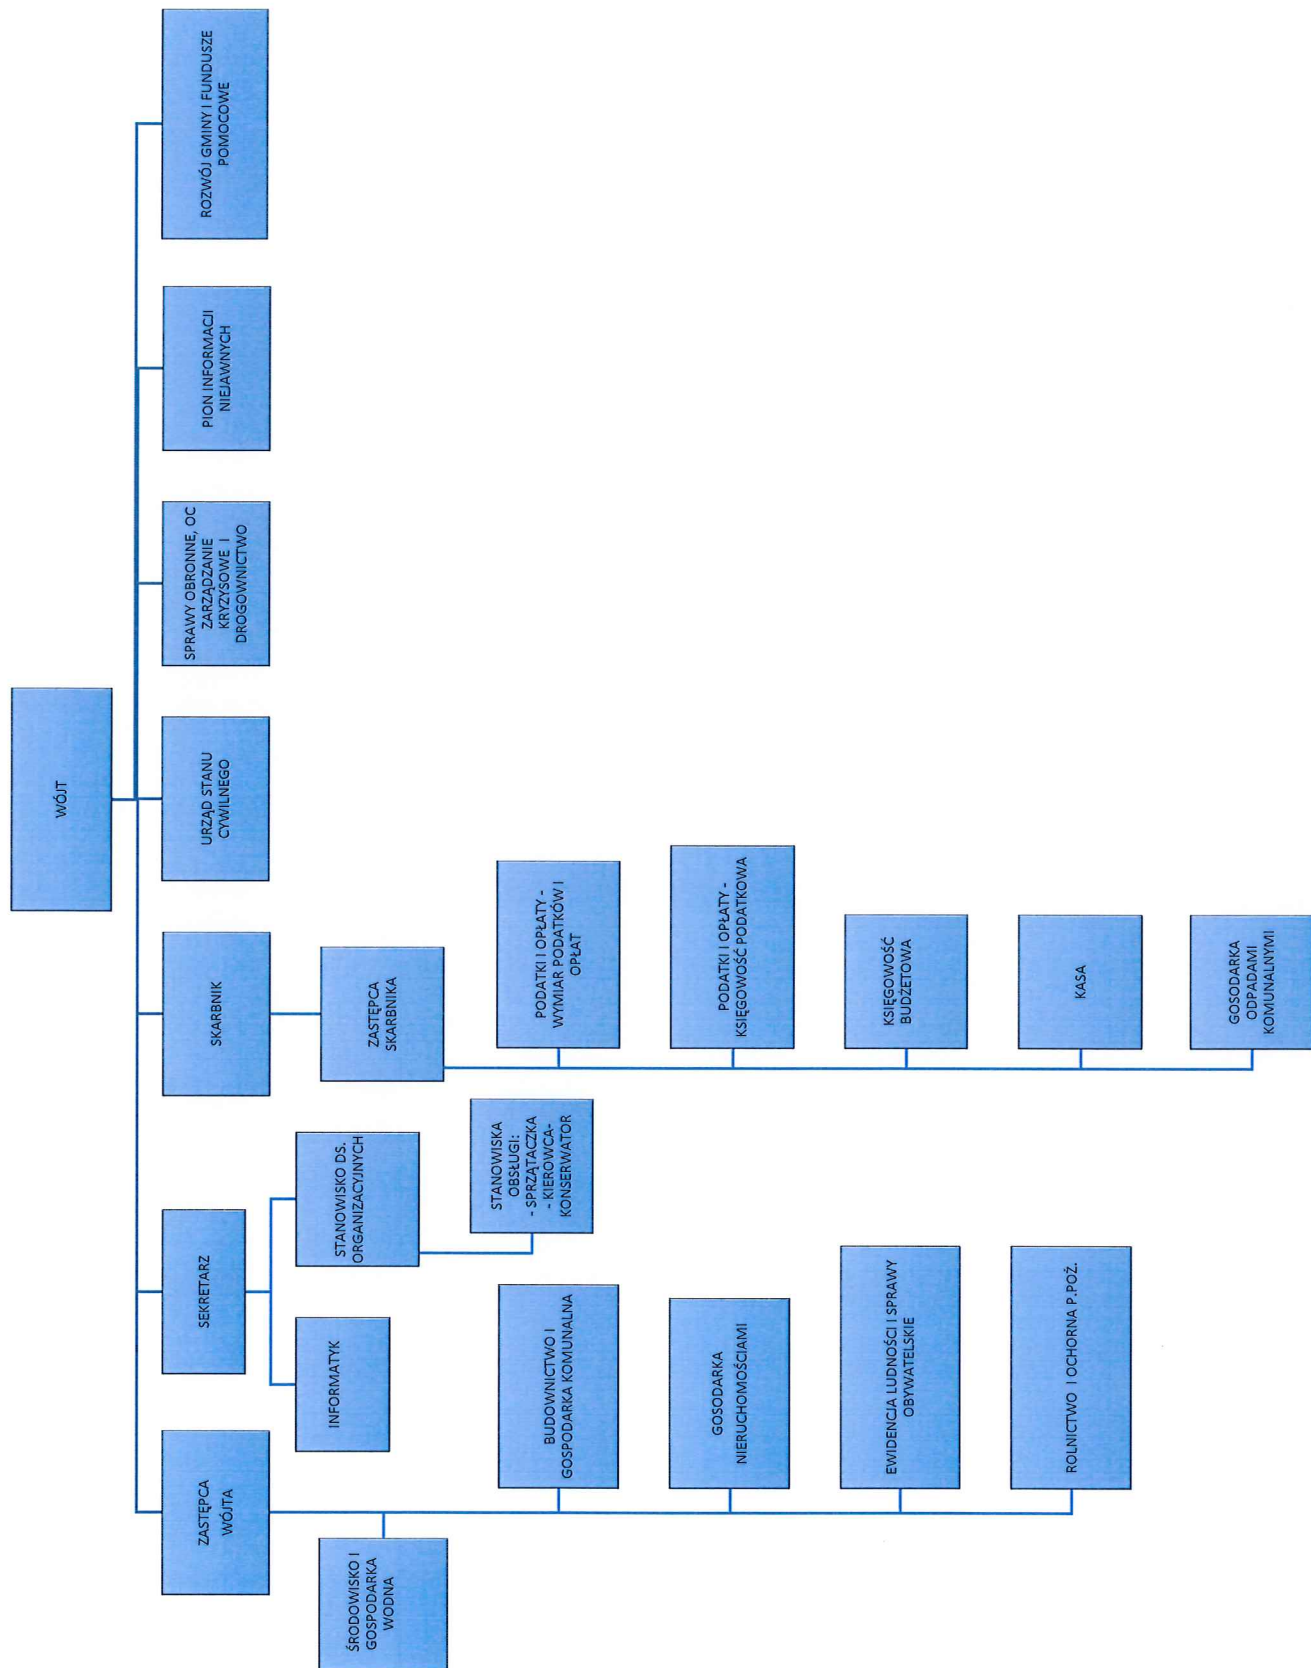 WÓJT
ZASTĘPCA
WÓJTA
SEKRETARZ
SKARBNIK
URZĄD STANU
CYWILNEGO
SPRAWY OBRONNE, OC
ZARZĄDZANIE
KRYZYSOWE I
DROGOWNICTWO
PION INFORMACJI
NIEJAWNYCH
ROZWÓJ GMINY I FUNDUSZE
POMOCOWE
ŚRODOWISKO I
GOSPODARKA
WODNA
BUDOWNICTWO I
GOSPODARKA KOMUNALNA
GOSODARKA
NIERUCHOMOŚCIAMI
EWIDENCJA LUDNOŚCI I SPRAWY
OBYWATELSKIE
ROLNICTWO I OCHORNA P.POŻ.
INFORMATYK
STANOWISKO DS.
ORGANIZACYJNYCH
STANOWISKA
OBSŁUGI:
- SPRZĄTACZKA
- KIEROWCA-
KONSERWATOR
ZASTĘPCA
SKARBNIKA
PODATKI I OPŁATY -
WYMIAR PODATKÓW I
OPŁAT
PODATKI I OPŁATY -
KSIĘGOWOŚĆ PODATKOWA
KSIĘGOWOŚĆ
BUDŻETOWA
KASA
GOSODARKA
ODPADAMI
KOMUNALNYMI